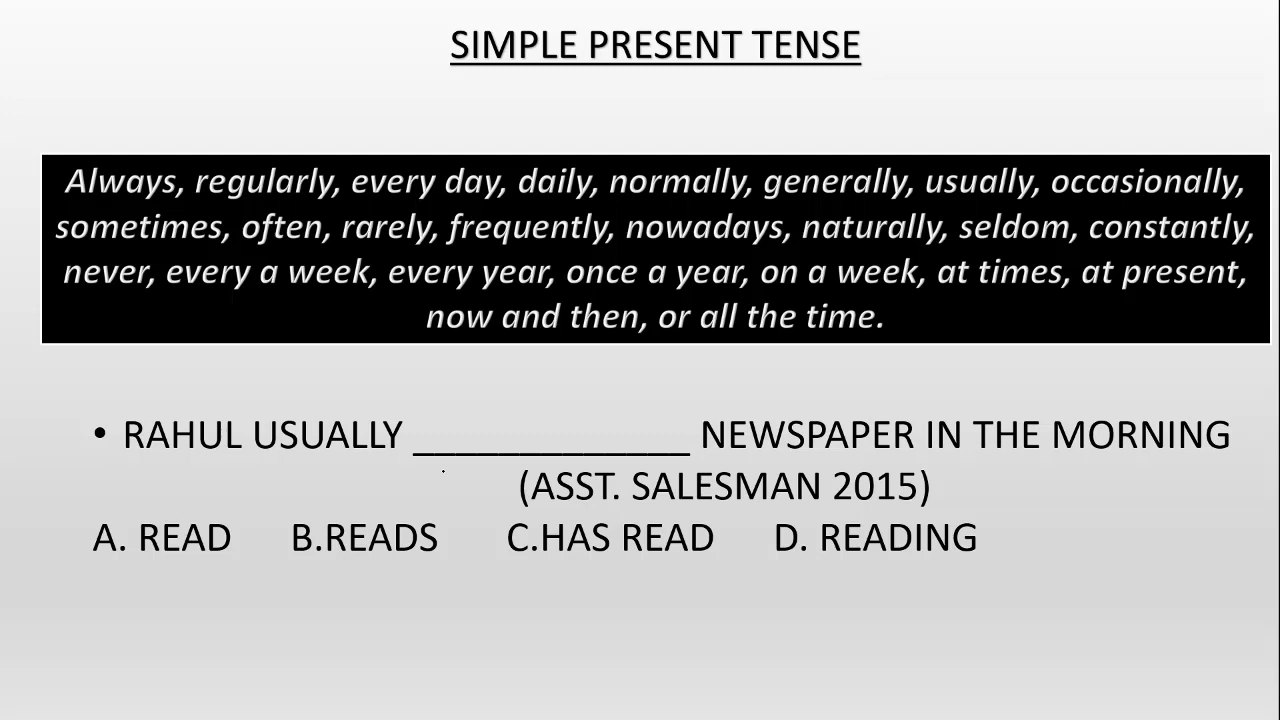 SIMPLE PRESENT TENSE
Always, regularly, every day, daily, normally, generally, usually, occasionally,
sometimes, often, rarely, frequently, nowadays, naturally, seldom, constantly,
never, every a week, every year, once a year, on a week, at times, at present,
now and then, or all the time.
• RAHUL USUALLY _____________ NEWSPAPER IN THE MORNING
(ASST. SALESMAN 2015)
A. READ B.READS C.HAS READ D. READING